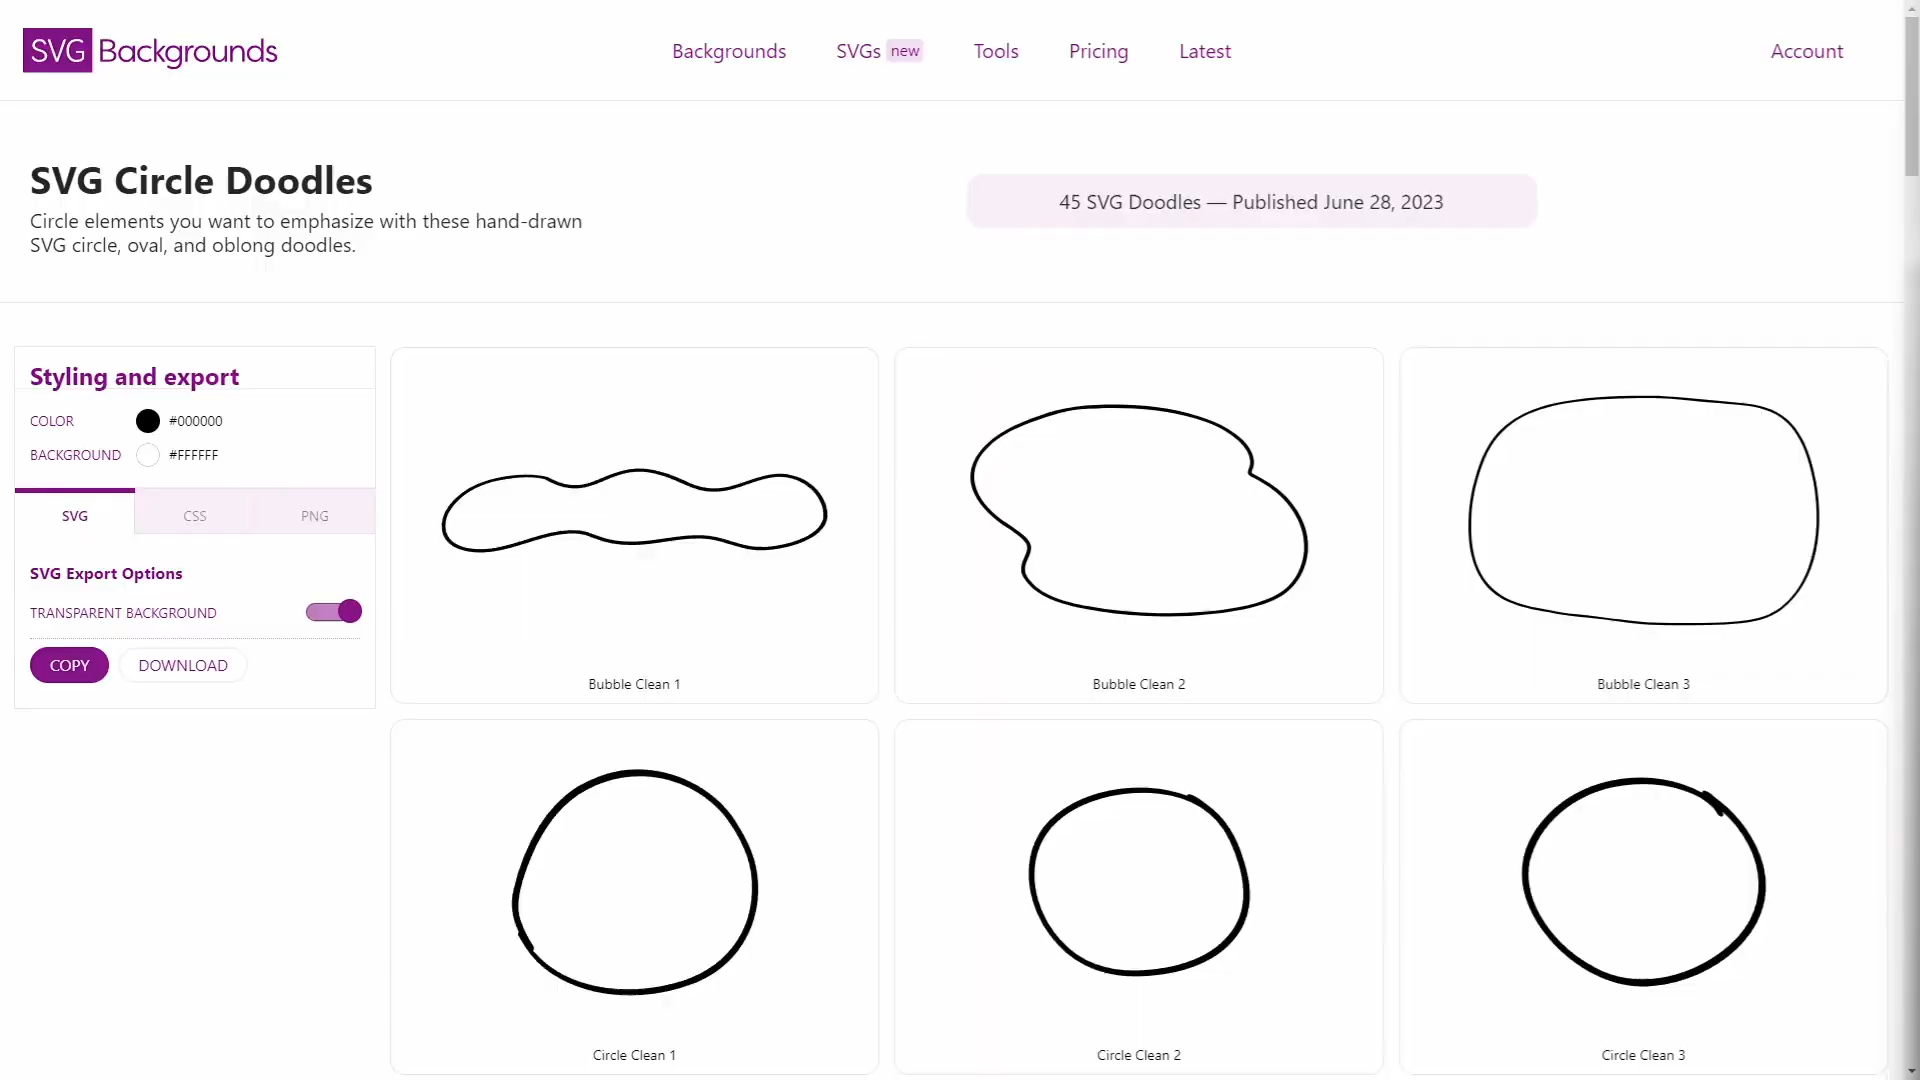 SVG Backgrounds
Backgrounds
SVGs new
Tools
Pricing
Latest
Account
SVG Circle Doodles
Circle elements you want to emphasize with these hand-drawn
SVG circle, oval, and oblong doodles.
45 SVG Doodles — Published June 28, 2023
Styling and export
COLOR #000000
BACKGROUND #FFFFFF
SVG CSS PNG
SVG Export Options
TRANSPARENT BACKGROUND
COPY DOWNLOAD
Bubble Clean 1
Bubble Clean 2
Bubble Clean 3
Circle Clean 1
Circle Clean 2
Circle Clean 3